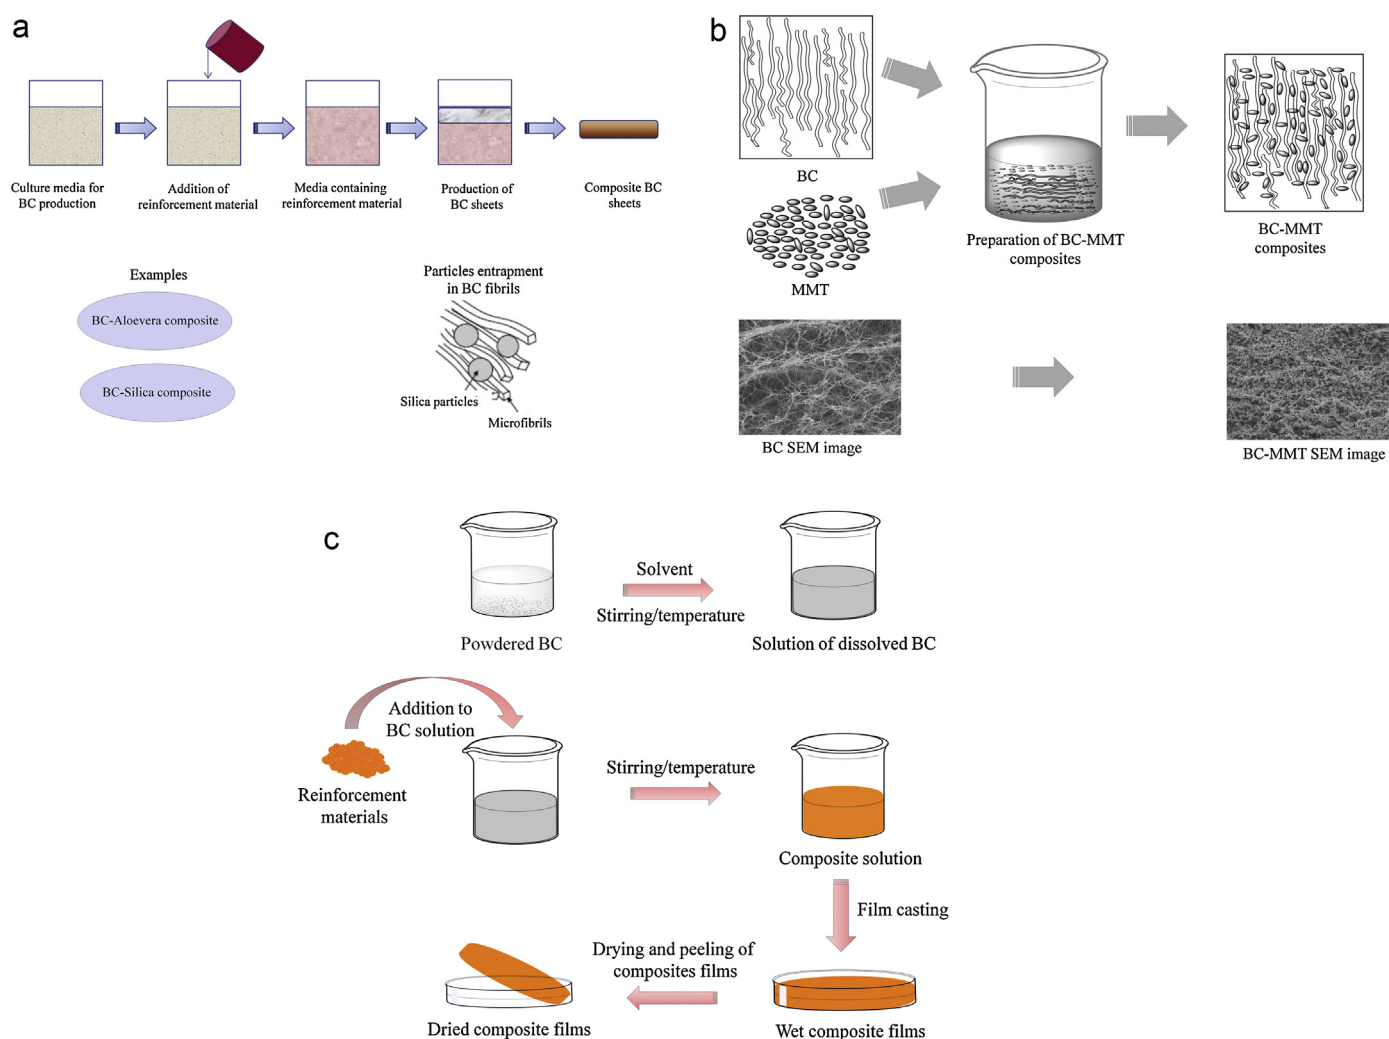 a
Culture media for
BC production
Addition of
reinforcement material
Media containing
reinforcement material
Production of
BC sheets
Composite BC
sheets
Examples
BC-Aloevera composite
BC-Silica composite
Particles entrapment
in BC fibrils
Silica particles
Microfibrils
b
BC
MMT
Preparation of BC-MMT
composites
BC-MMT
composites
BC SEM image
BC-MMT SEM image
c
Powdered BC
Solvent
Stirring/temperature
Solution of dissolved BC
Addition to
BC solution
Reinforcement
materials
Stirring/temperature
Composite solution
Film casting
Drying and peeling of
composites films
Dried composite films
Wet composite films